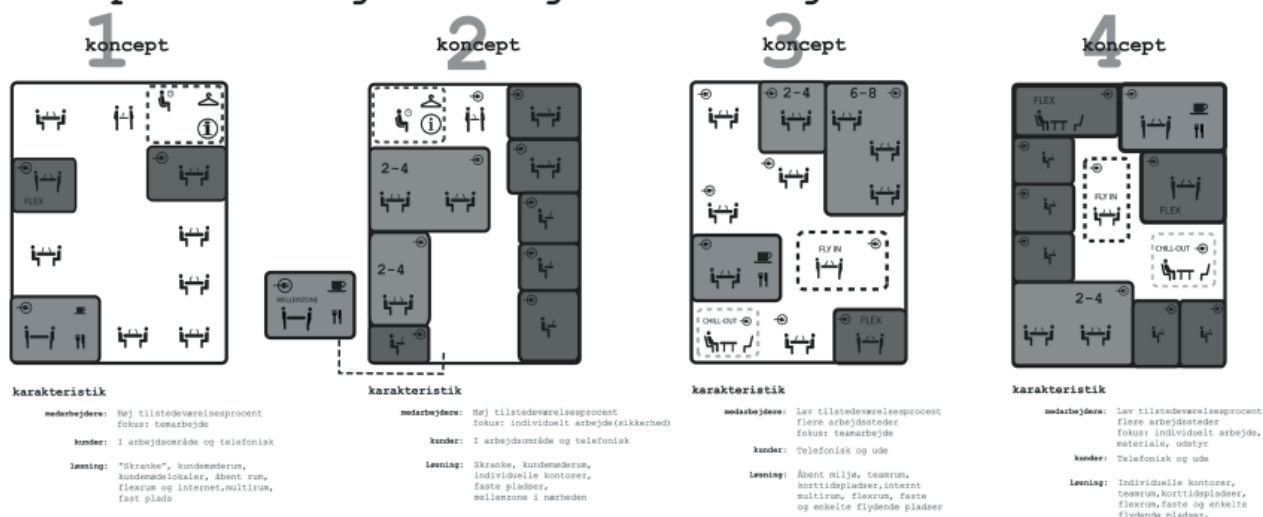 1
koncept
2
koncept
3
koncept
4
koncept
FLEX
2-4
2-4
MELLEMZONE
2-4
6-8
FLY IN
CHILL-OUT
FLEX
FLEX
FLY IN
FLEX
CHILL-OUT
2-4
karakteristik
medarbejdere: Høj tilstedeværelsesprocent
fokus: temarbejde
kunder: I arbejdsområde og telefonisk
løsning: "Skranke", kundemøderum,
kundemødelokaler, åbent rum,
flexrum og internet,multirum,
fast plads
karakteristik
medarbejdere: Høj tilstedeværelsesprocent
fokus: individuelt arbejde(sikkerhed)
kunder: I arbejdsområde og telefonisk
løsning: Skranke, kundemøderum,
individuelle kontorer,
faste pladser,
mellemzone i nærheden
karakteristik
medarbejdere: Lav tilstedeværelsesprocent
flere arbejdssteder
fokus: teamarbejde
kunder: Telefonisk og ude
løsning: Åbent miljø, teamrum,
korttidspladser,internt
multirum, flexrum, faste
og enkelte flydende pladser
karakteristik
medarbejdere: Lav tilstedeværelsesprocent
flere arbejdssteder
fokus: individuelt arbejde,
materiale, udstyr
kunder: Telefonisk og ude
løsning: Individuelle kontorer,
teamrum,korttidspladser,
flexrum,faste og enkelte
flydende pladser.